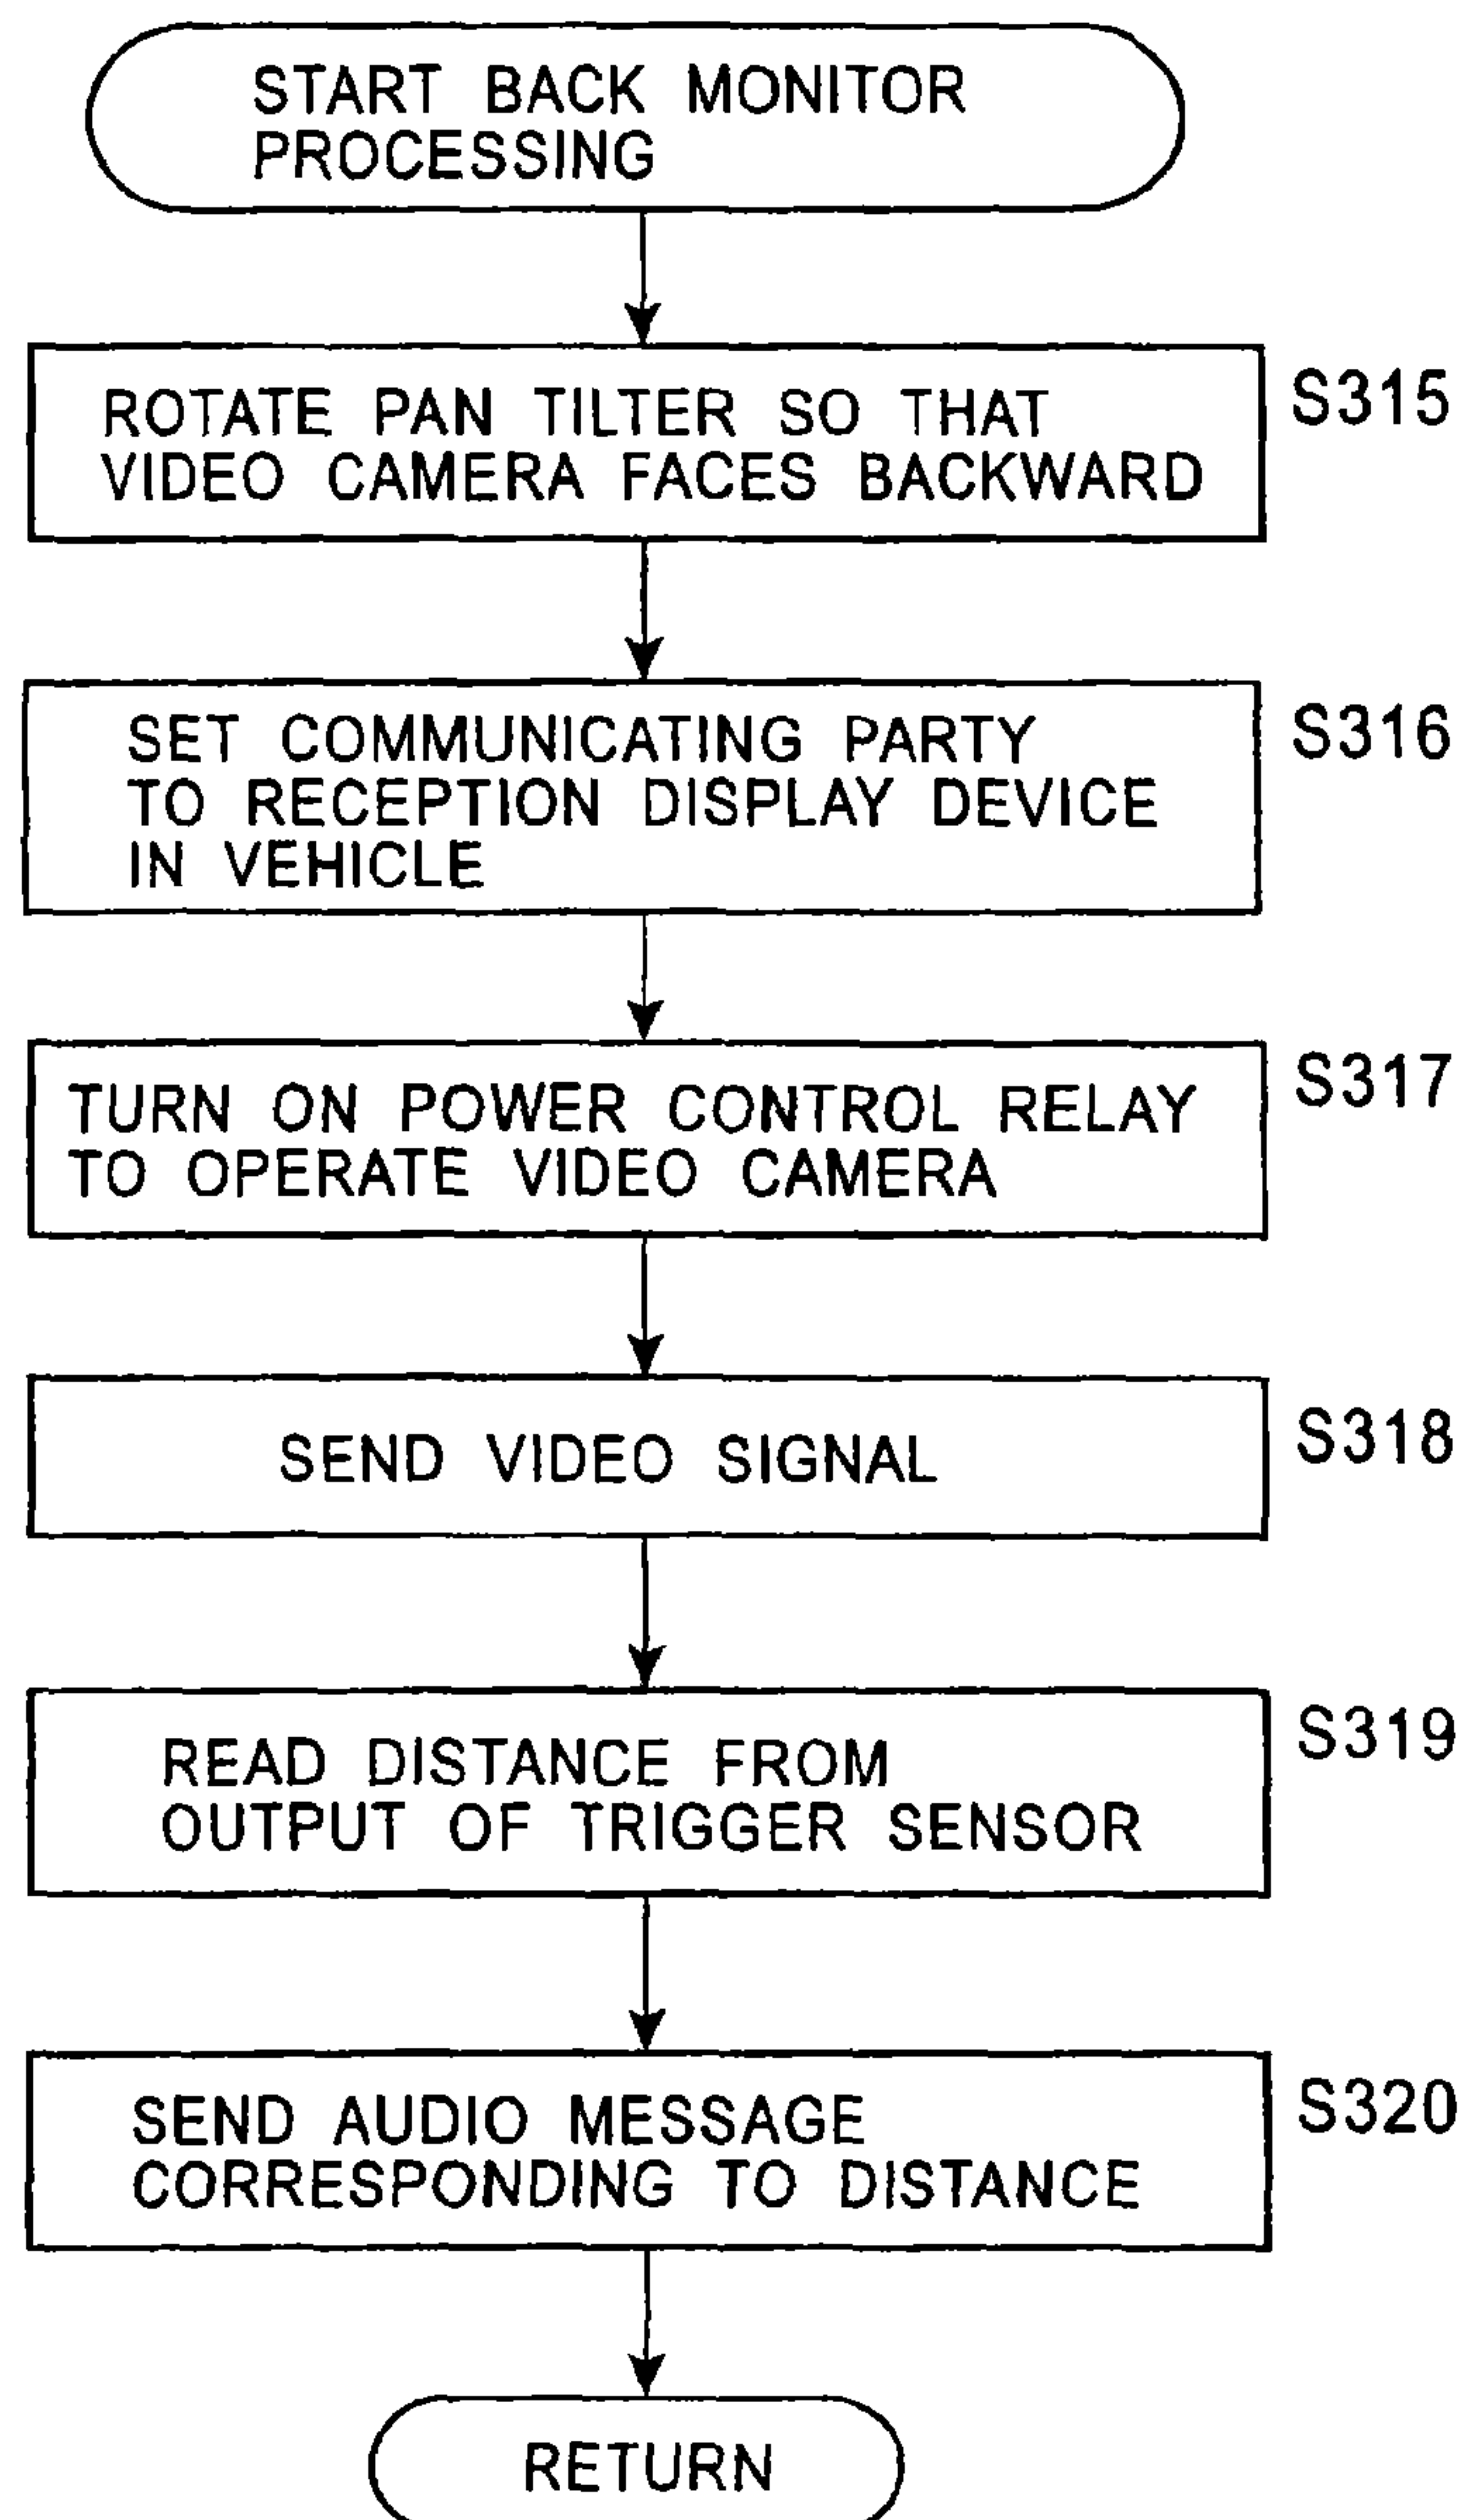 START BACK MONITOR
PROCESSING
ROTATE PAN TILTER SO THAT
VIDEO CAMERA FACES BACKWARD
S315
SET COMMUNICATING PARTY
TO RECEPTION DISPLAY DEVICE
IN VEHICLE
S316
TURN ON POWER CONTROL RELAY
TO OPERATE VIDEO CAMERA
S317
SEND VIDEO SIGNAL
S318
READ DISTANCE FROM
OUTPUT OF TRIGGER SENSOR
S319
SEND AUDIO MESSAGE
CORRESPONDING TO DISTANCE
S320
RETURN